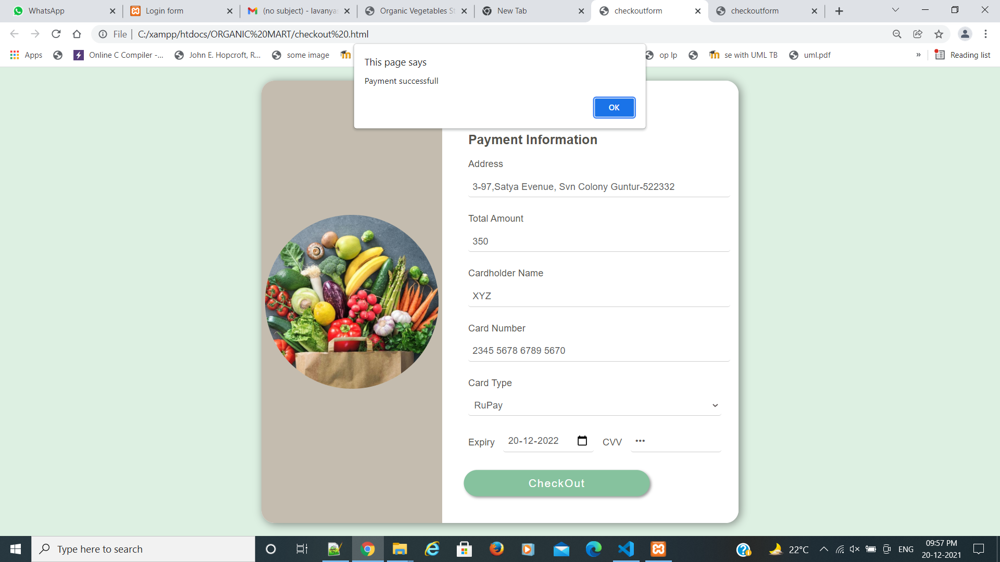 WhatsApp
Login form
(no subject) - lavanyas
Organic Vegetables St
New Tab
checkoutform
checkoutform
File
C:/xampp/htdocs/ORGANIC%20MART/checkout%20.html
Apps
Online C Compiler -...
John E. Hopcroft, R...
some image
op lp
se with UML TB
uml.pdf
»
Reading list
This page says
Payment successfull
OK
Payment Information
Address
3-97,Satya Evenue, Svn Colony Guntur-522332
Total Amount
350
Cardholder Name
XYZ
Card Number
2345 5678 6789 5670
Card Type
RuPay
Expiry 20-12-2022 CVV •••
CheckOut
Type here to search
22°C
ENG
09:57 PM
20-12-2021